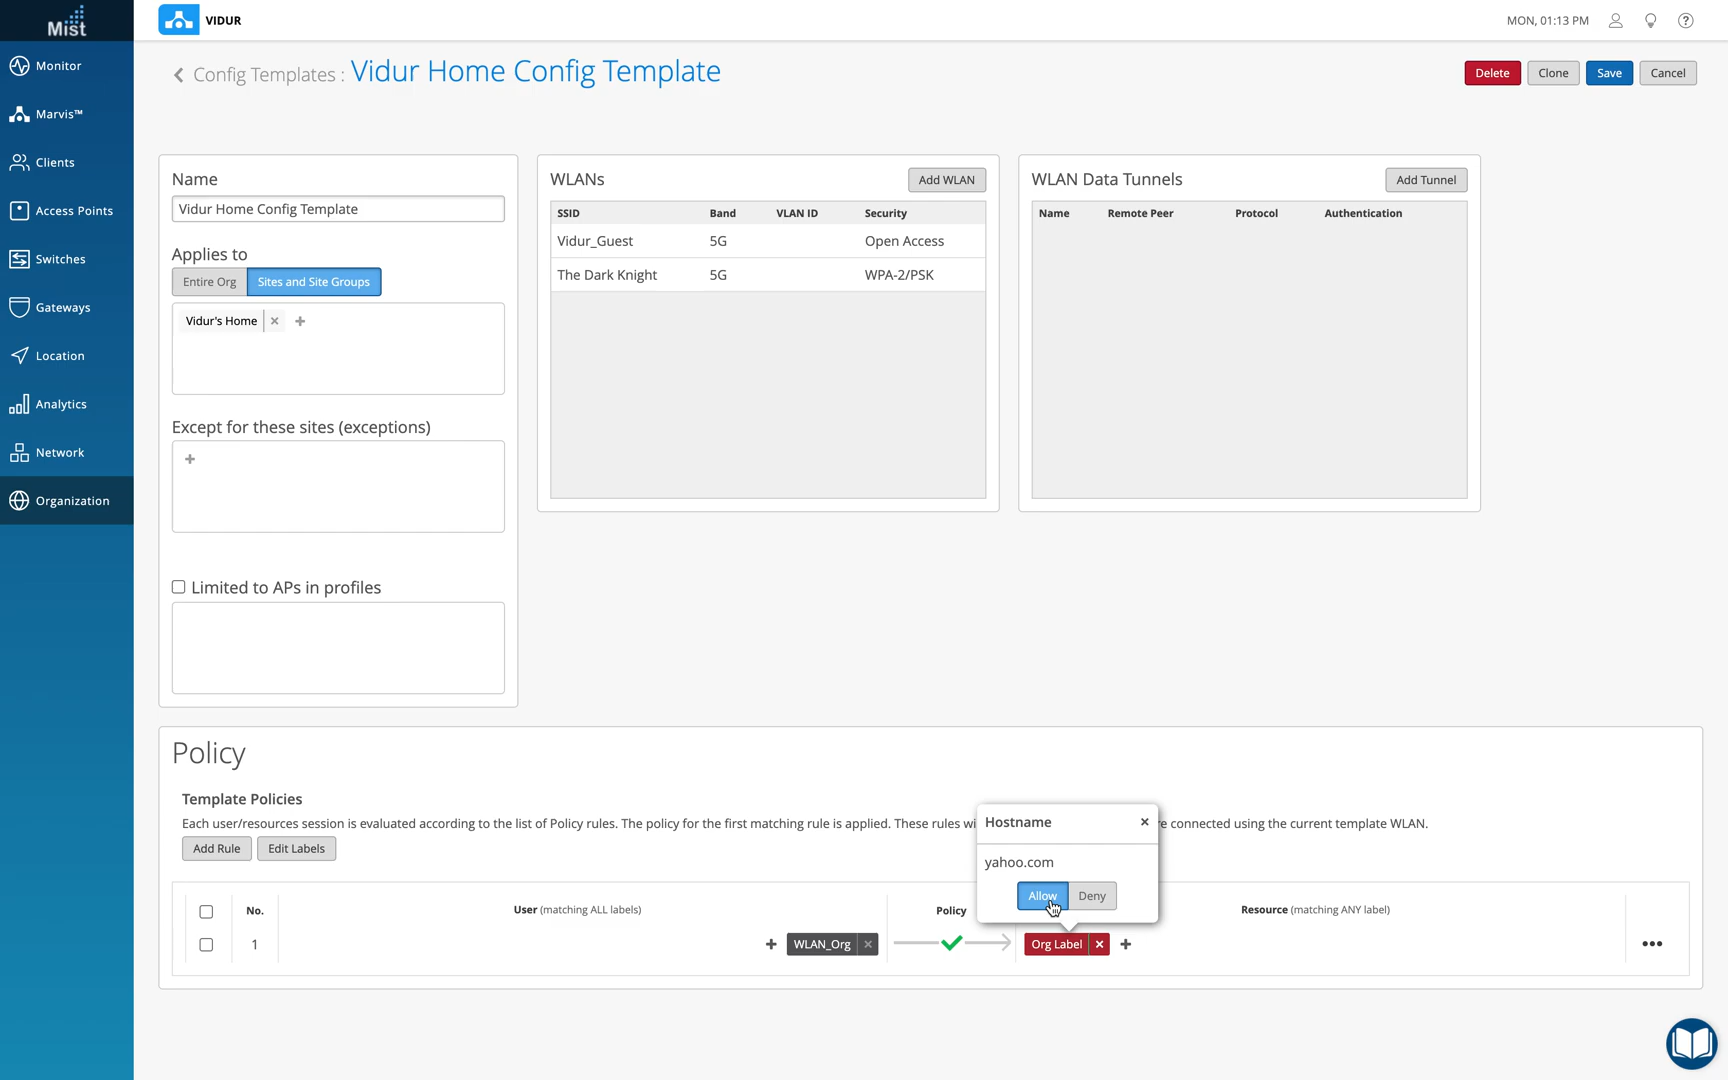 Mist
VIDUR
MON, 01:13 PM
Monitor
Marvis™
Clients
Access Points
Switches
Gateways
Location
Analytics
Network
Organization
Config Templates : Vidur Home Config Template
Delete
Clone
Save
Cancel
Name
Vidur Home Config Template
Applies to
Entire Org
Sites and Site Groups
Vidur's Home
Except for these sites (exceptions)
Limited to APs in profiles
WLANs
Add WLAN
SSID Band VLAN ID Security
Vidur_Guest 5G Open Access
The Dark Knight 5G WPA-2/PSK
WLAN Data Tunnels
Add Tunnel
Name Remote Peer Protocol Authentication
Policy
Template Policies
Each user/resources session is evaluated according to the list of Policy rules. The policy for the first matching rule is applied. These rules wi
e connected using the current template WLAN.
Add Rule
Edit Labels
Hostname
yahoo.com
Allow
Deny
No. User (matching ALL labels) Policy Resource (matching ANY label)
1 WLAN_Org Org Label